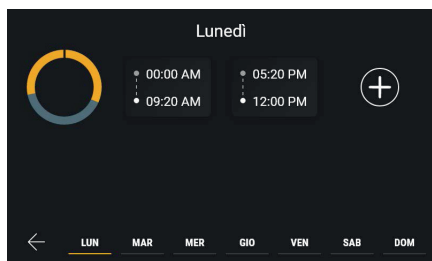 Lunedì
00:00 AM
09:20 AM
05:20 PM
12:00 PM
LUN MAR MER GIO VEN SAB DOM